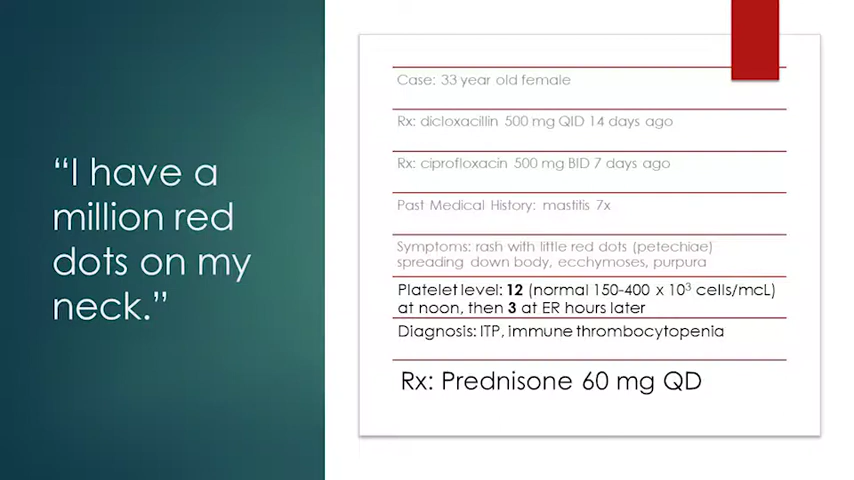 “I have a
million red
dots on my
neck.”
Case: 33 year old female
Rx: dicloxacillin 500 mg QID 14 days ago
Rx: ciprofloxacin 500 mg BID 7 days ago
Past Medical History: mastitis 7x
Symptoms: rash with little red dots (petechiae)
spreading down body, ecchymoses, purpura
Platelet level: 12 (normal 150-400 x 10³ cells/mcL)
at noon, then 3 at ER hours later
Diagnosis: ITP, immune thrombocytopenia
Rx: Prednisone 60 mg QD